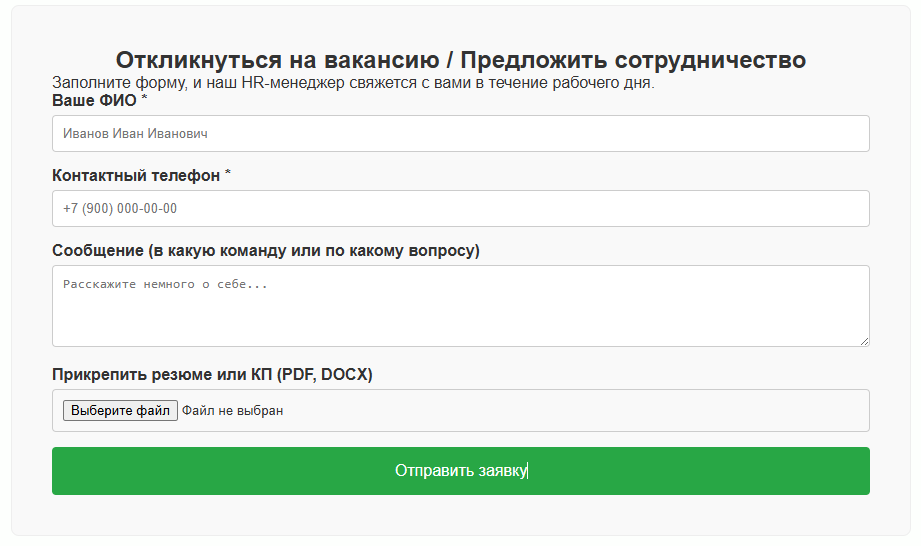 Откликнуться на вакансию / Предложить сотрудничество
Заполните форму, и наш HR-менеджер свяжется с вами в течение рабочего дня.
Ваше ФИО *
Иванов Иван Иванович
Контактный телефон *
+7 (900) 000-00-00
Сообщение (в какую команду или по какому вопросу)
Расскажите немного о себе...
Прикрепить резюме или КП (PDF, DOCX)
Выберите файл Файл не выбран
Отправить заявку